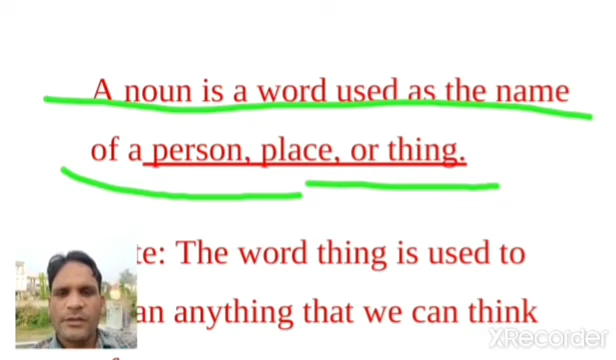 A noun is a word used as the name
of a person, place, or thing.
te: The word thing is used to
an anything that we can think
XRecorder